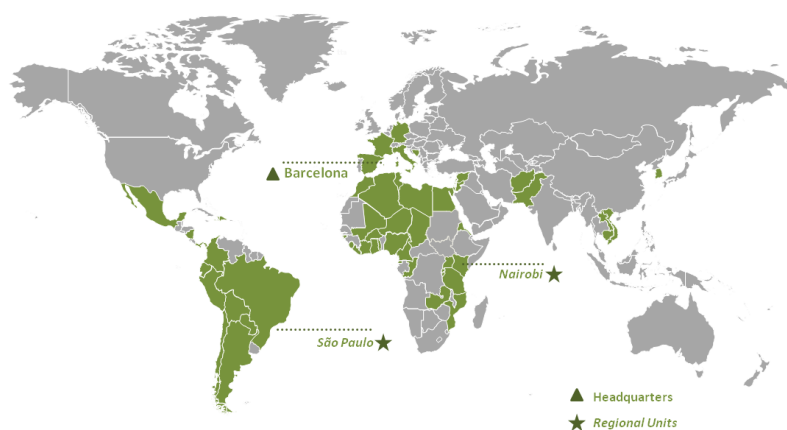 Barcelona
Nairobi
São Paulo
Headquarters
Regional Units